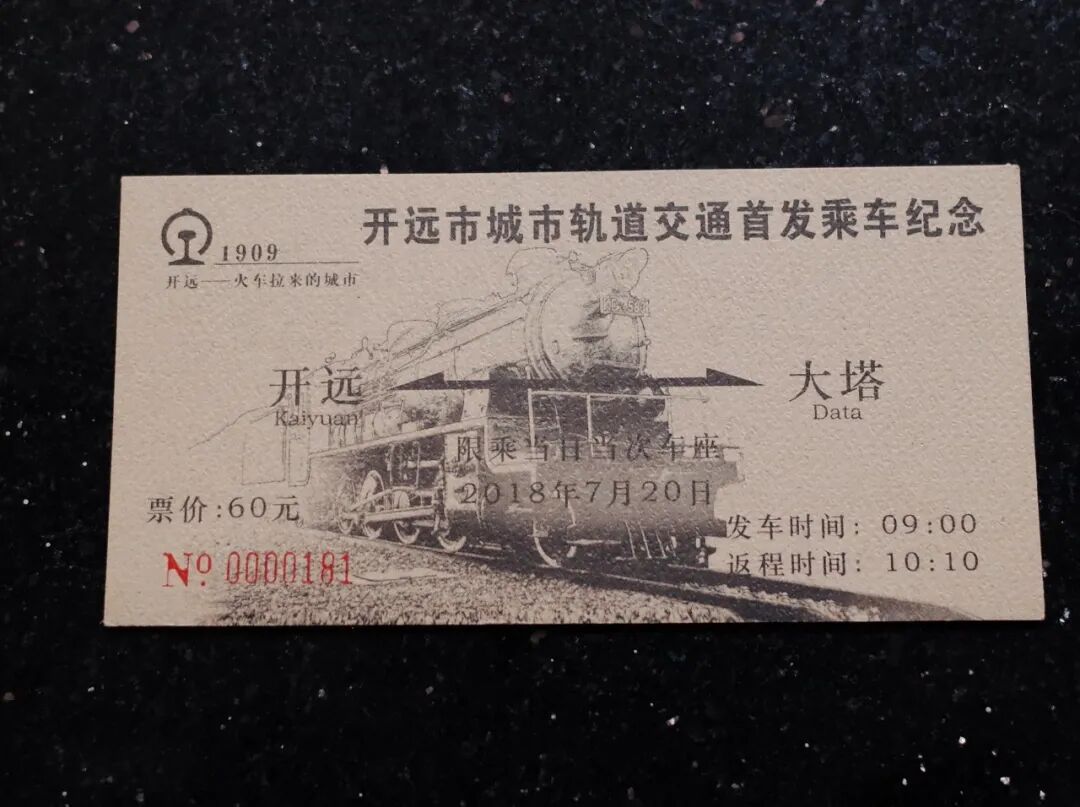 开远市城市轨道交通首发乘车纪念
1909
开远——火车拉来的城市
开远
Kaiyuan
大塔
Data
限乘当日当次车座
2018年7月20日
票价:60元
发车时间: 09:00
返程时间: 10:10
Nº 0000181